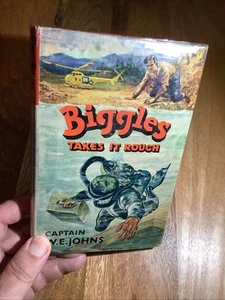 Biggles
TAKES IT ROUGH
CAPTAIN
W.E. JOHNS